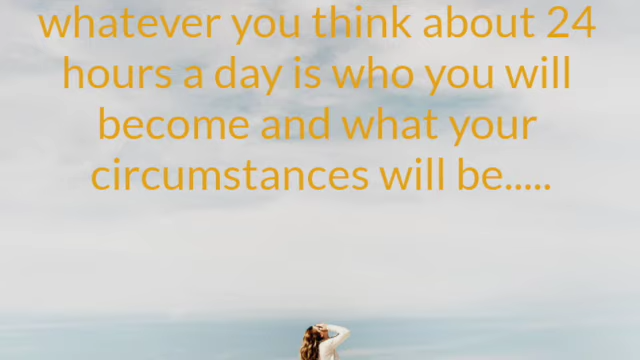 whatever you think about 24
hours a day is who you will
become and what your
circumstances will be.....